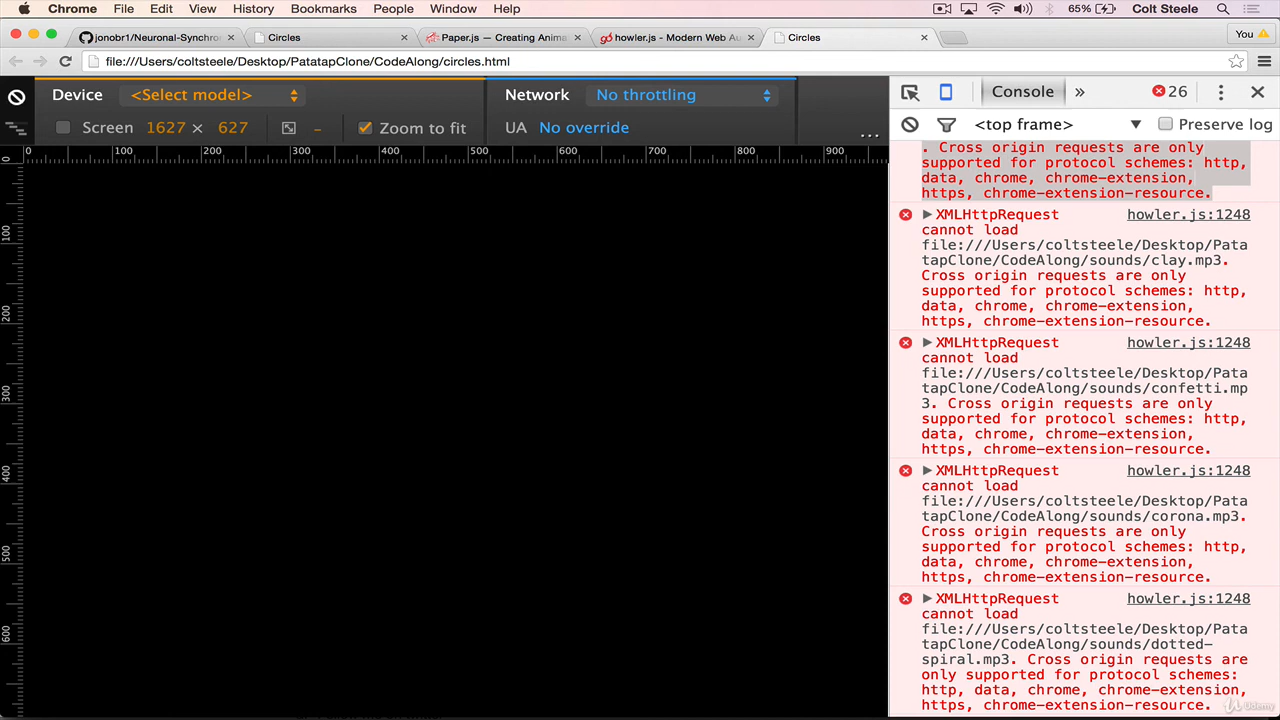 Chrome File Edit View History Bookmarks People Window Help 65% Colt Steele
jonobr1/Neuronal-Synchro Circles Paper.js — Creating Anima howler.js - Modern Web Au Circles You
file:///Users/coltsteele/Desktop/PatatapClone/CodeAlong/circles.html
Device <Select model> Network No throttling Console » 26
Screen 1627 × 627 – Zoom to fit UA No override ... <top frame> Preserve log
0 100 200 300 400 500 600 700 800 900
0
100
200
300
400
500
600
. Cross origin requests are only
supported for protocol schemes: http,
data, chrome, chrome-extension,
https, chrome-extension-resource.
XMLHttpRequest howler.js:1248
cannot load
file:///Users/coltsteele/Desktop/Pata
tapClone/CodeAlong/sounds/clay.mp3.
Cross origin requests are only
supported for protocol schemes: http,
data, chrome, chrome-extension,
https, chrome-extension-resource.
XMLHttpRequest howler.js:1248
cannot load
file:///Users/coltsteele/Desktop/Pata
tapClone/CodeAlong/sounds/confetti.mp
3. Cross origin requests are only
supported for protocol schemes: http,
data, chrome, chrome-extension,
https, chrome-extension-resource.
XMLHttpRequest howler.js:1248
cannot load
file:///Users/coltsteele/Desktop/Pata
tapClone/CodeAlong/sounds/corona.mp3.
Cross origin requests are only
supported for protocol schemes: http,
data, chrome, chrome-extension,
https, chrome-extension-resource.
XMLHttpRequest howler.js:1248
cannot load
file:///Users/coltsteele/Desktop/Pata
tapClone/CodeAlong/sounds/dotted-
spiral.mp3. Cross origin requests are
only supported for protocol schemes:
http, data, chrome, chrome-extension,
https, chrome-extension-resource.
Udemy